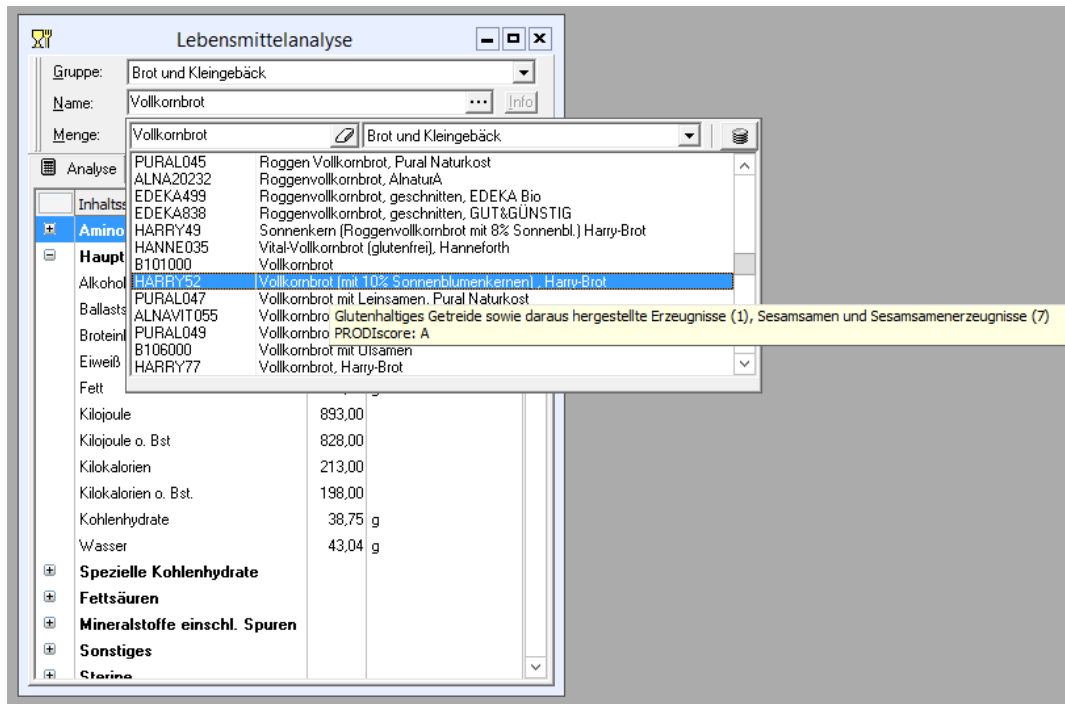 Lebensmittelanalyse
Gruppe: Brot und Kleingebäck
Name: Vollkornbrot ... Info
Menge: Vollkornbrot Brot und Kleingebäck
Analyse
PURAL045 Roggen Vollkornbrot, Pural Naturkost
ALNA20232 Roggenvollkornbrot, AlnaturA
EDEKA499 Roggenvollkornbrot, geschnitten, EDEKA Bio
EDEKA838 Roggenvollkornbrot, geschnitten, GUT&GÜNSTIG
HARRY49 Sonnenkern (Roggenvollkornbrot mit 8% Sonnenbl.) Harry-Brot
HANNE035 Vital-Vollkornbrot (glutenfrei), Hanneforth
B101000 Vollkornbrot
HARRY52 Vollkornbrot (mit 10% Sonnenblumenkernen) , Harry-Brot
PURAL047 Vollkornbrot mit Leinsamen, Pural Naturkost
ALNAVIT055 Vollkornbro
PURAL049 Vollkornbro
B106000 Vollkornbrot mit Ölsamen
HARRY77 Vollkornbrot, Harry-Brot
Glutenhaltiges Getreide sowie daraus hergestellte Erzeugnisse (1), Sesamsamen und Sesamsamenerzeugnisse (7)
PRODIscore: A
Inhalts
Amino
Haupt
Alkohol
Ballasts
Brotein
Eiweiß
Fett
Kilojoule 893,00
Kilojoule o. Bst 828,00
Kilokalorien 213,00
Kilokalorien o. Bst. 198,00
Kohlenhydrate 38,75 g
Wasser 43,04 g
Spezielle Kohlenhydrate
Fettsäuren
Mineralstoffe einschl. Spuren
Sonstiges
Sterine